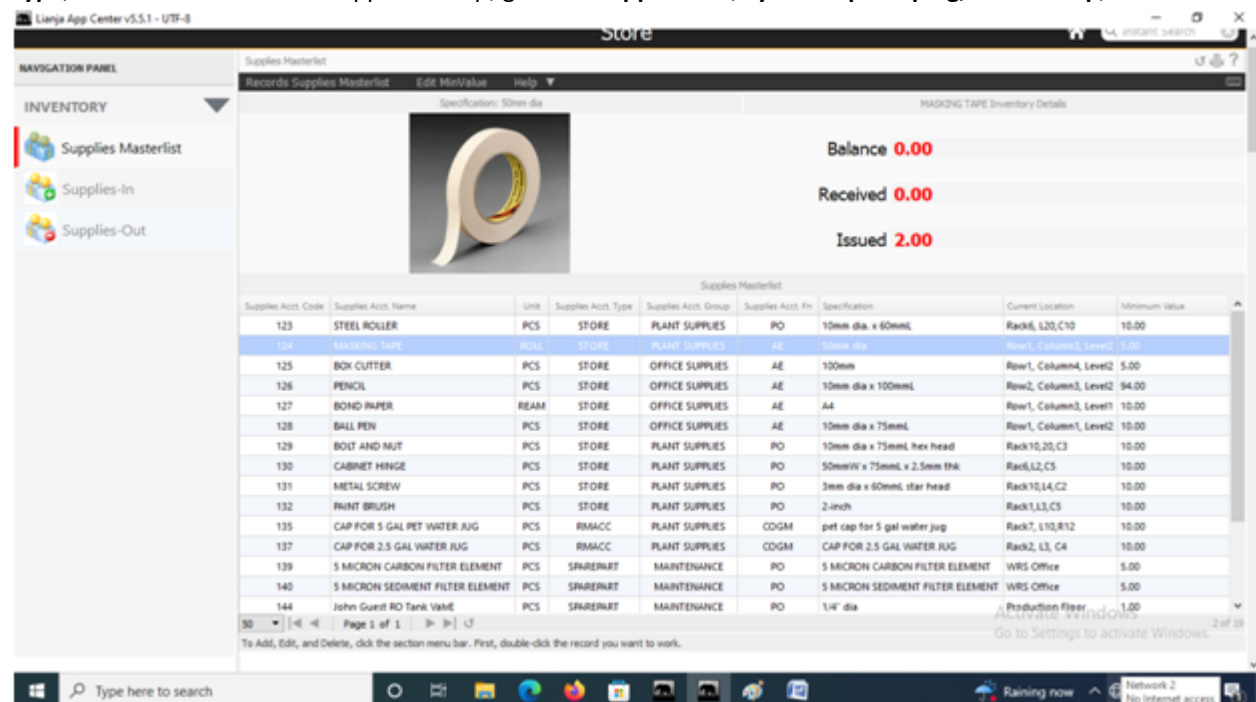 Lianja App Center v5.5.1 - UTF-8
Store
Instant Search
NAVIGATION PANEL
Supplies Masterlist
Records Supplies Masterlist Edit MinValue Help
INVENTORY
Supplies Masterlist
Supplies-In
Supplies-Out
Specification: 50mm dia
MASKING TAPE Inventory Details
Balance 0.00
Received 0.00
Issued 2.00
Supplies Masterlist
Supplies Acct. Code Supplies Acct. Name Unit Supplies Acct. Type Supplies Acct. Group Supplies Acct. Fn Specification Current Location Minimum Value
123 STEEL ROLLER PCS STORE PLANT SUPPLIES PO 10mm dia. x 60mmL Rack6, L20,C10 10.00
124 MASKING TAPE ROLL STORE PLANT SUPPLIES AE 50mm dia Row1, Column3, Level2 5.00
125 BOX CUTTER PCS STORE OFFICE SUPPLIES AE 100mm Row1, Column4, Level2 5.00
126 PENCIL PCS STORE OFFICE SUPPLIES AE 10mm dia x 100mmL Row2, Column3, Level2 94.00
127 BOND PAPER REAM STORE OFFICE SUPPLIES AE A4 Row1, Column3, Level1 10.00
128 BALL PEN PCS STORE OFFICE SUPPLIES AE 10mm dia x 75mmL Row1, Column1, Level2 10.00
129 BOLT AND NUT PCS STORE PLANT SUPPLIES PO 10mm dia x 75mmL hex head Rack10,20,C3 10.00
130 CABINET HINGE PCS STORE PLANT SUPPLIES PO 50mmW x 75mmL x 2.5mm thk Rac6,L2,C5 10.00
131 METAL SCREW PCS STORE PLANT SUPPLIES PO 3mm dia x 60mmL star head Rack10,L4,C2 10.00
132 PAINT BRUSH PCS STORE PLANT SUPPLIES PO 2-inch Rack1,L3,C5 10.00
135 CAP FOR 5 GAL PET WATER JUG PCS RMACC PLANT SUPPLIES COGM pet cap for 5 gal water jug Rack7, L10,R12 10.00
137 CAP FOR 2.5 GAL WATER JUG PCS RMACC PLANT SUPPLIES COGM CAP FOR 2.5 GAL WATER JUG Rack2, L3, C4 10.00
139 5 MICRON CARBON FILTER ELEMENT PCS SPAREPART MAINTENANCE PO 5 MICRON CARBON FILTER ELEMENT WRS Office 5.00
140 5 MICRON SEDIMENT FILTER ELEMENT PCS SPAREPART MAINTENANCE PO 5 MICRON SEDIMENT FILTER ELEMENT WRS Office 5.00
144 John Guest RO Tank Valve PCS SPAREPART MAINTENANCE PO 1/4" dia Production Floor 1.00
50 Page 1 of 1 2 of 19
To Add, Edit, and Delete, click the section menu bar. First, double-click the record you want to work.
Activate Windows
Go to Settings to activate Windows.
Type here to search
Raining now
Network 2
No Internet access